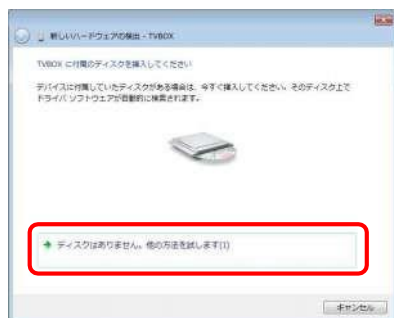 新しいハードウェアの検出 - TVBOX
TVBOX に付属のディスクを挿入してください
デバイスに付属していたディスクがある場合は、今すぐ挿入してください。そのディスク上で
ドライバ ソフトウェアが自動的に検索されます。
ディスクはありません。他の方法を試します(I)
キャンセル